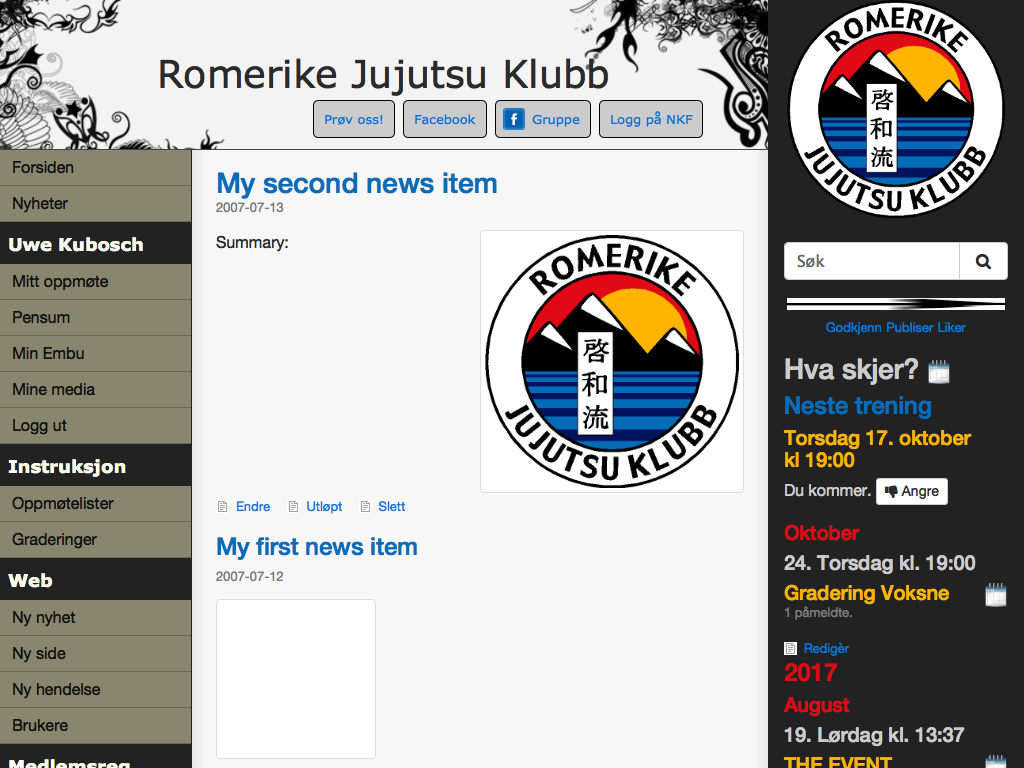 Romerike Jujutsu Klubb
Prøv oss!
Facebook
Gruppe
Logg på NKF
Forsiden
Nyheter
Uwe Kubosch
Mitt oppmøte
Pensum
Min Embu
Mine media
Logg ut
Instruksjon
Oppmøtelister
Graderinger
Web
Ny nyhet
Ny side
Ny hendelse
Brukere
Medlemsreg
My second news item
2007-07-13
Summary:
ROMERIKE
啓和流
JUJUTSU KLUBB
Endre
Utløpt
Slett
My first news item
2007-07-12
ROMERIKE
啓和流
JUJUTSU KLUBB
Søk
Godkjenn Publiser Liker
Hva skjer?
Neste trening
Torsdag 17. oktober
kl 19:00
Du kommer. Angre
Oktober
24. Torsdag kl. 19:00
Gradering Voksne
1 påmeldte.
Redigèr
2017
August
19. Lørdag kl. 13:37
THE EVENT